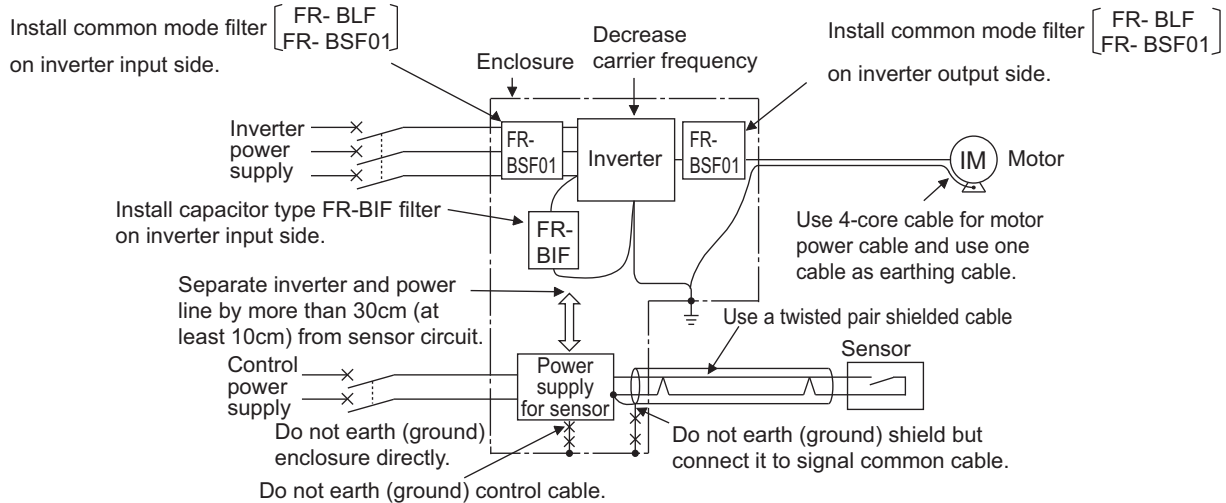 Install common mode filter [FR- BLF
FR- BSF01]
on inverter input side.
Enclosure
Decrease
carrier frequency
Install common mode filter [FR- BLF
FR- BSF01]
on inverter output side.
Inverter
power
supply
FR-
BSF01
Inverter
FR-
BSF01
IM
Motor
Install capacitor type FR-BIF filter
on inverter input side.
FR-
BIF
Use 4-core cable for motor
power cable and use one
cable as earthing cable.
Separate inverter and power
line by more than 30cm (at
least 10cm) from sensor circuit.
Use a twisted pair shielded cable
Sensor
Control
power
supply
Power
supply
for sensor
Do not earth (ground)
enclosure directly.
Do not earth (ground) shield but
connect it to signal common cable.
Do not earth (ground) control cable.